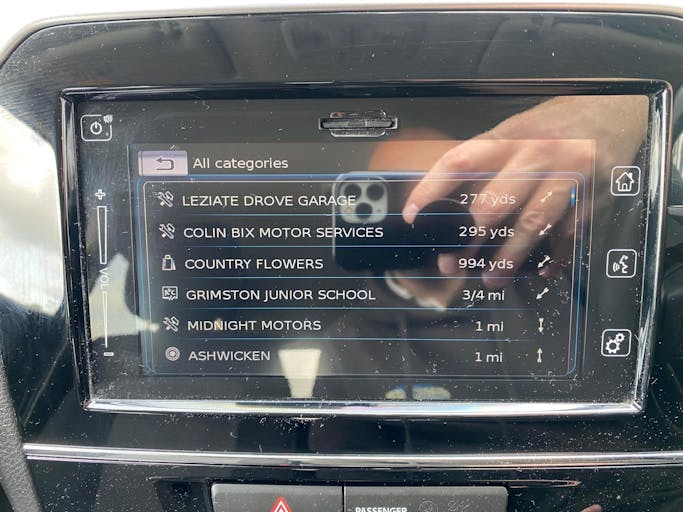 All categories
LEZIATE DROVE GARAGE 277 yds
COLIN BIX MOTOR SERVICES 295 yds
COUNTRY FLOWERS 994 yds
GRIMSTON JUNIOR SCHOOL 3/4 mi
MIDNIGHT MOTORS 1 mi
ASHWICKEN 1 mi
+
VOL
−
PASSENGER